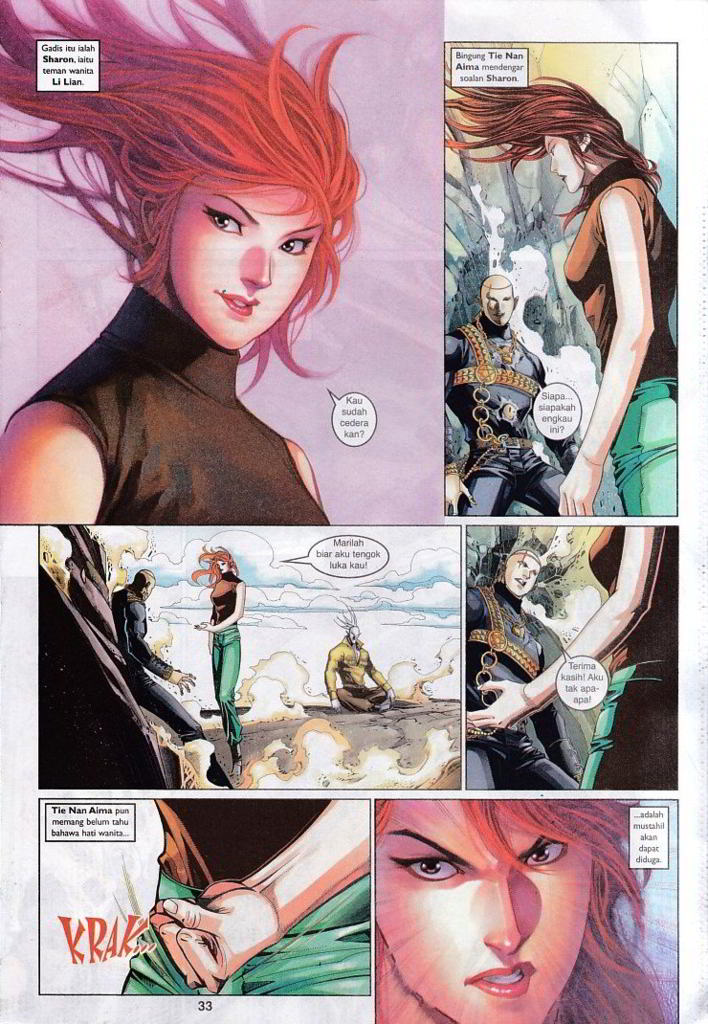 Gadis itu ialah
Sharon, iaitu
teman wanita
Li Lian.
Kau
sudah
cedera
kan?
Bingung Tie Nan
Aima mendengar
soalan Sharon.
Siapa...
siapakah
engkau
ini?
Marilah
biar aku tengok
luka kau!
Terima
kasih! Aku
tak apa-
apa!
Tie Nan Aima pun
memang belum tahu
bahawa hati wanita...
KRAK...
...adalah
mustahil
akan
dapat
diduga.
33